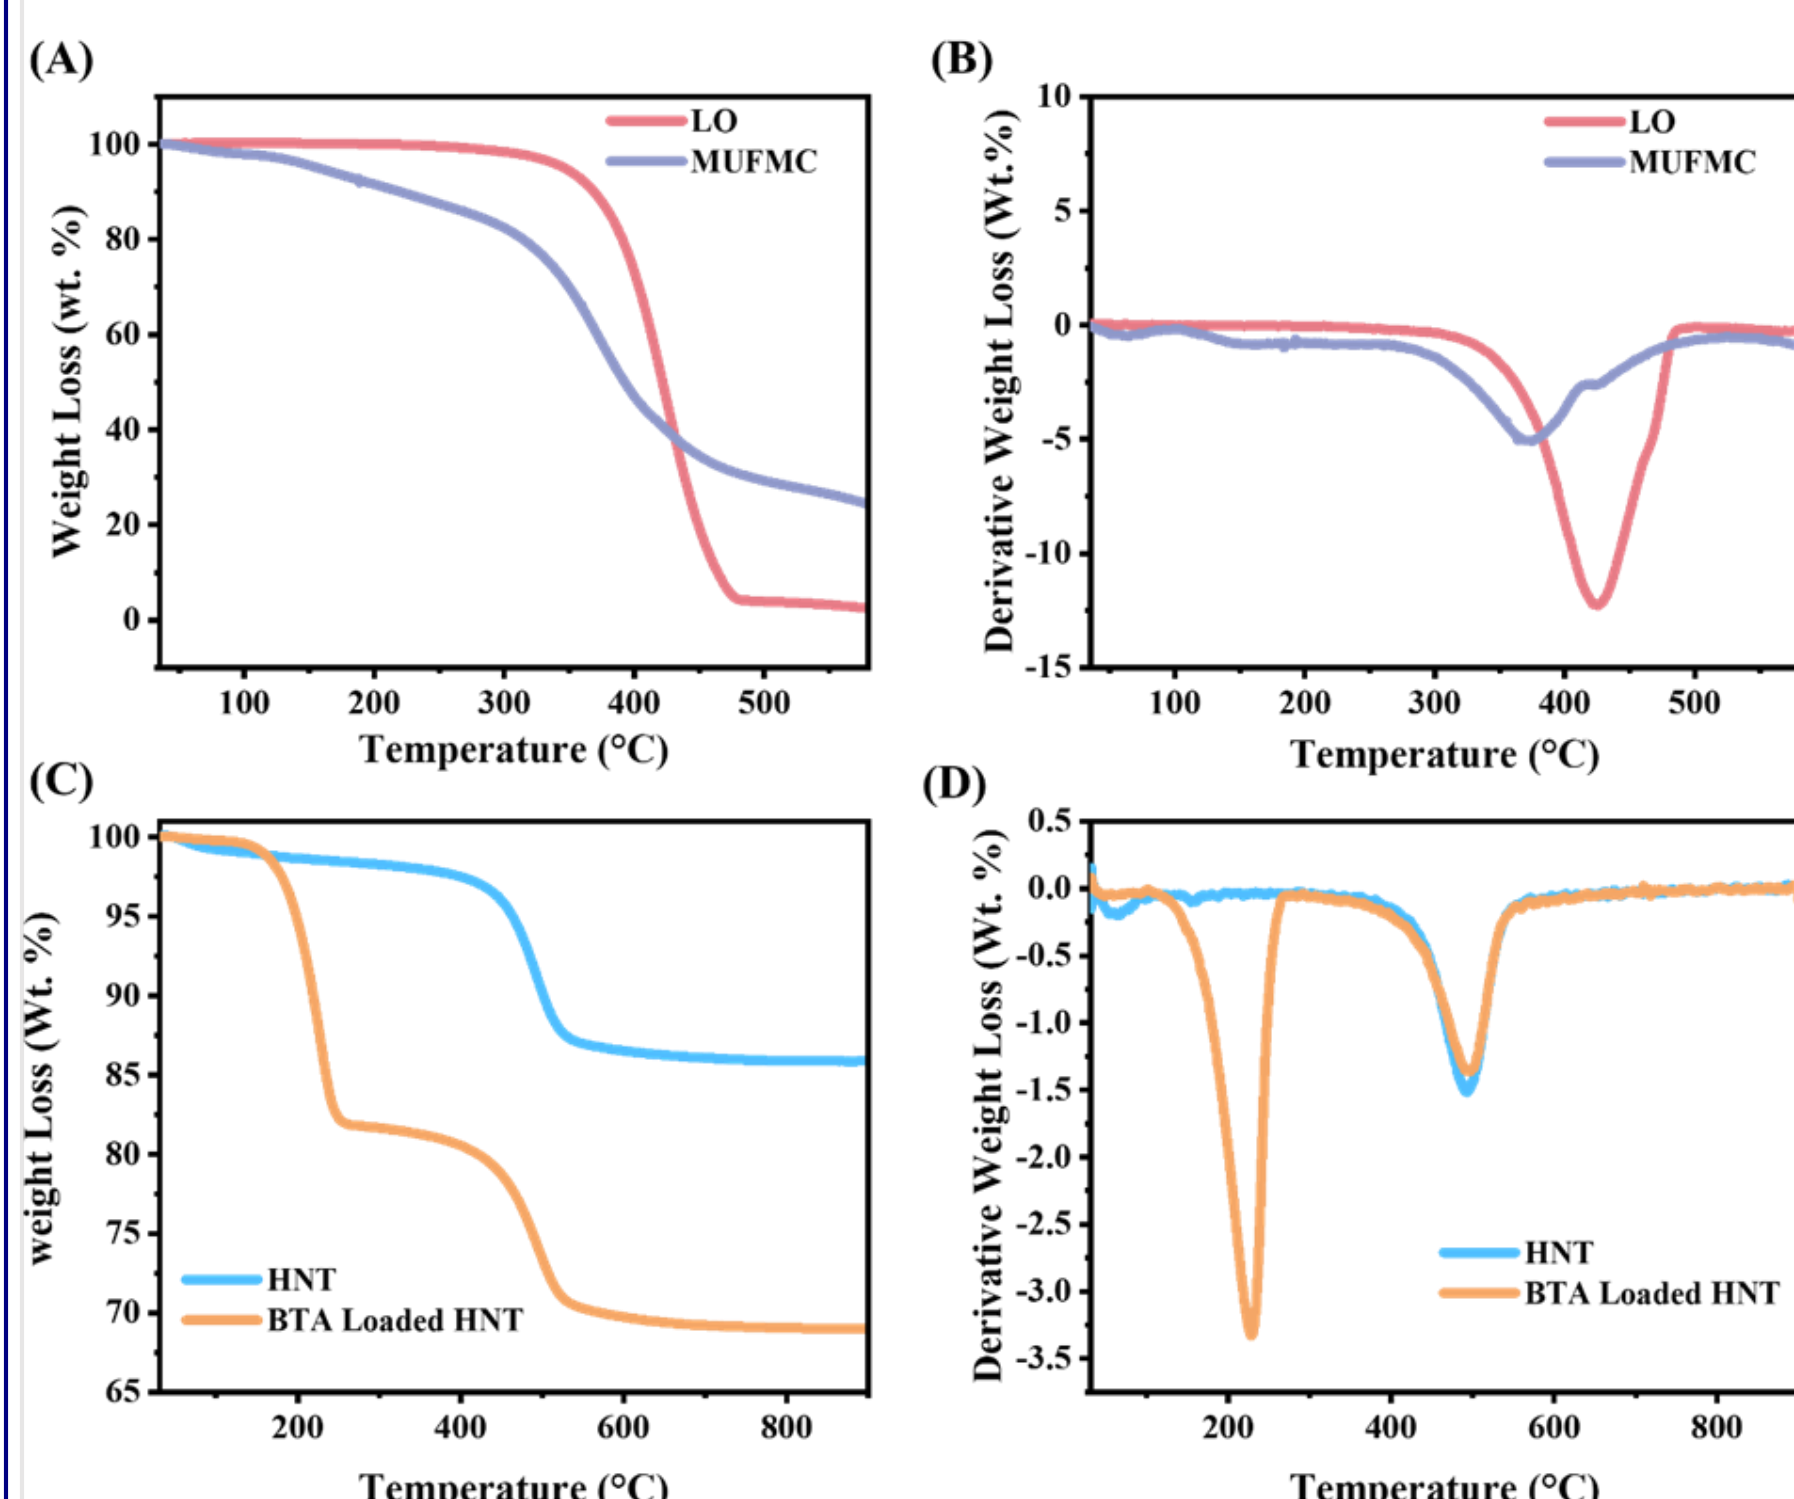 (A)
LO
MUFMC
100
80
60
40
20
0
Weight Loss (wt. %)
100 200 300 400 500
Temperature (°C)
(B)
LO
MUFMC
10
5
0
-5
-10
-15
Derivative Weight Loss (Wt.%)
100 200 300 400 500
Temperature (°C)
(C)
100
95
90
85
80
75
70
65
weight Loss (Wt. %)
HNT
BTA Loaded HNT
200 400 600 800
Temperature (°C)
(D)
0.5
0.0
-0.5
-1.0
-1.5
-2.0
-2.5
-3.0
-3.5
Derivative Weight Loss (Wt. %)
HNT
BTA Loaded HNT
200 400 600 800
Temperature (°C)